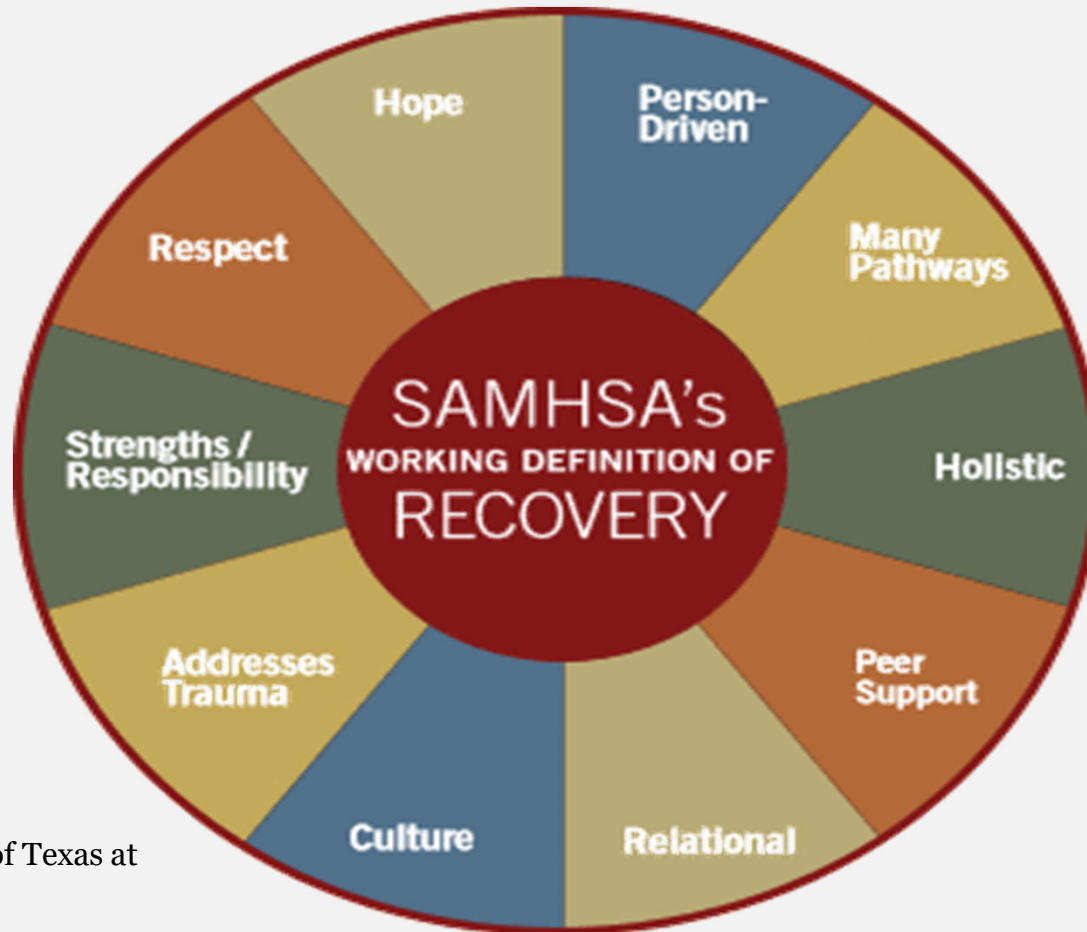 Hope
Person-
Driven
Many
Pathways
Respect
SAMHSA's
WORKING DEFINITION OF
RECOVERY
Strengths /
Responsibility
Holistic
Addresses
Trauma
Peer
Support
Culture
Relational
of Texas at